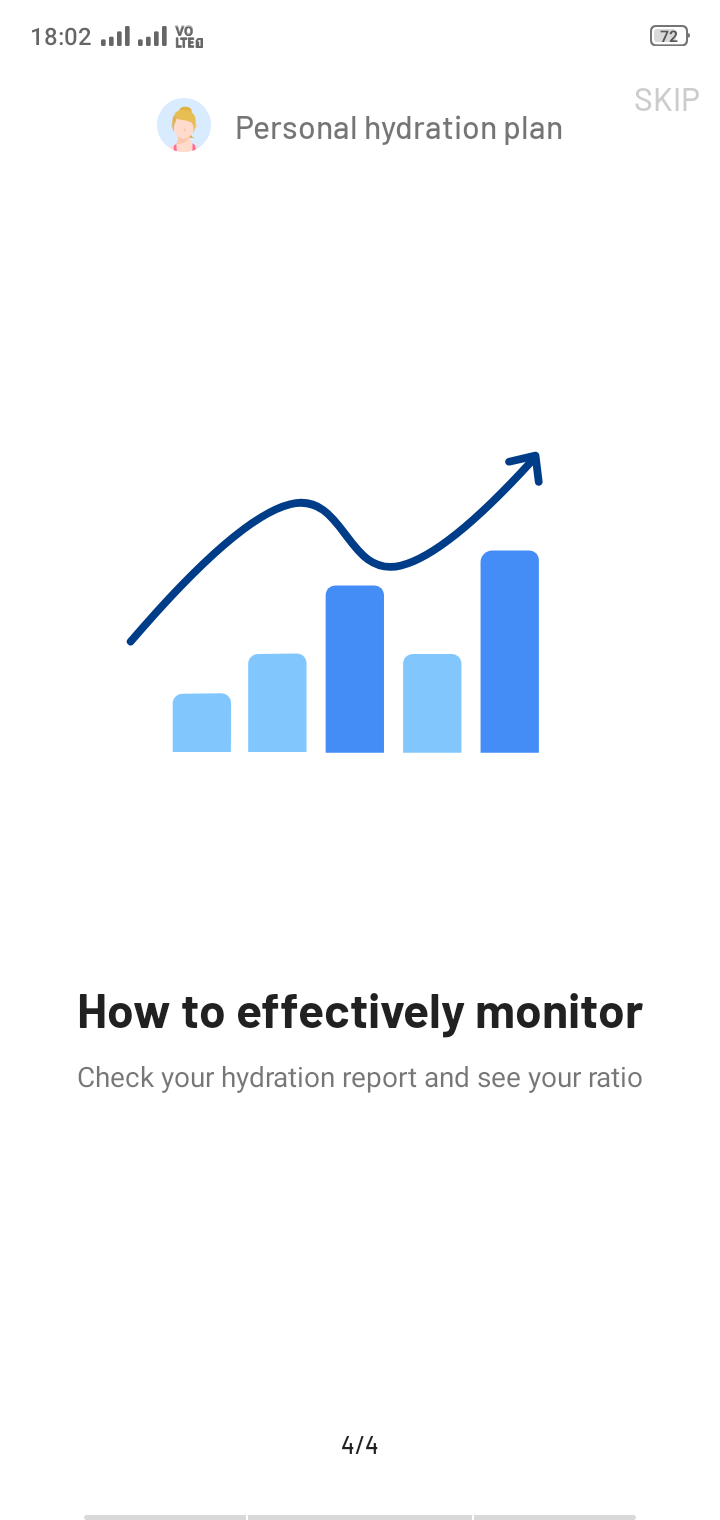 18:02 VO LTE 72
SKIP
Personal hydration plan
How to effectively monitor
Check your hydration report and see your ratio
4/4